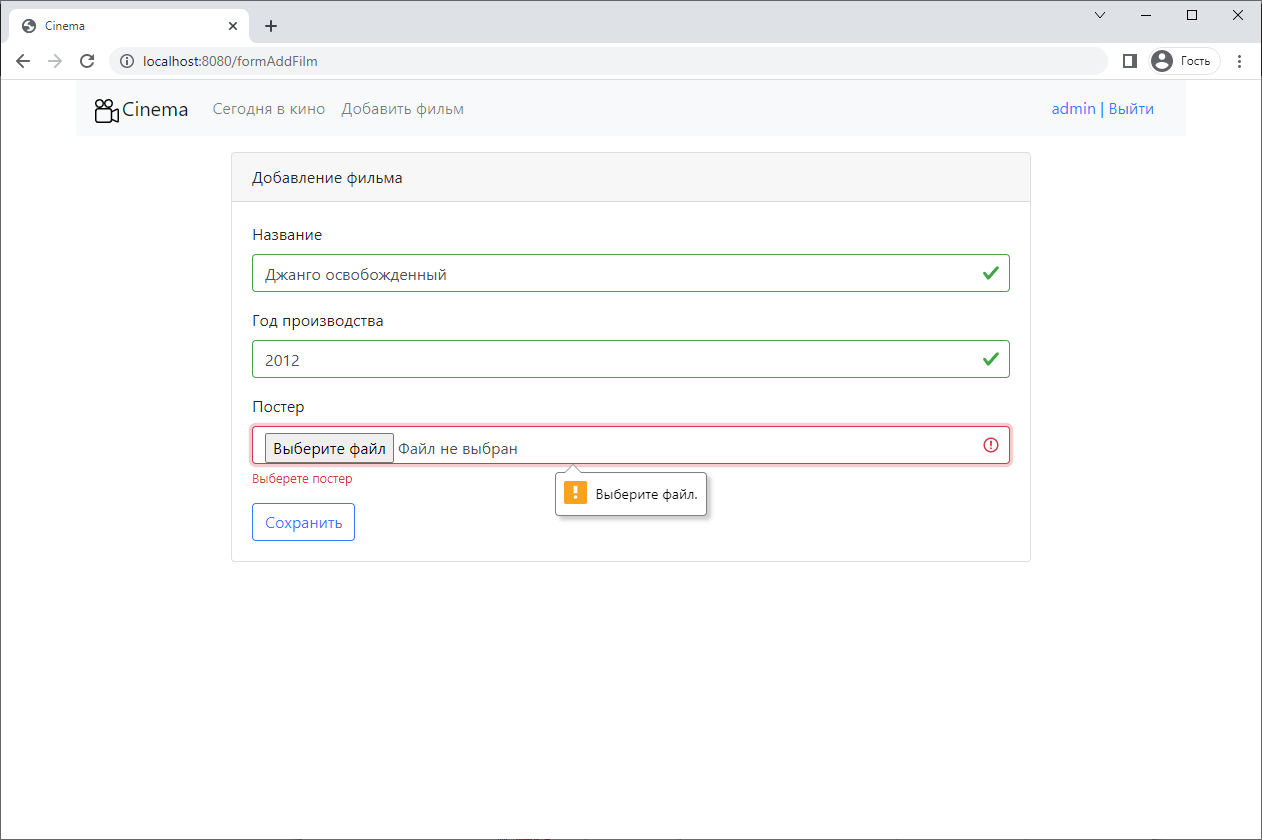 Cinema
localhost:8080/formAddFilm
Гость
Cinema Сегодня в кино Добавить фильм admin | Выйти
Добавление фильма
Название
Джанго освобожденный
Год производства
2012
Постер
Выберите файл Файл не выбран
Выберете постер
Выберите файл.
Сохранить